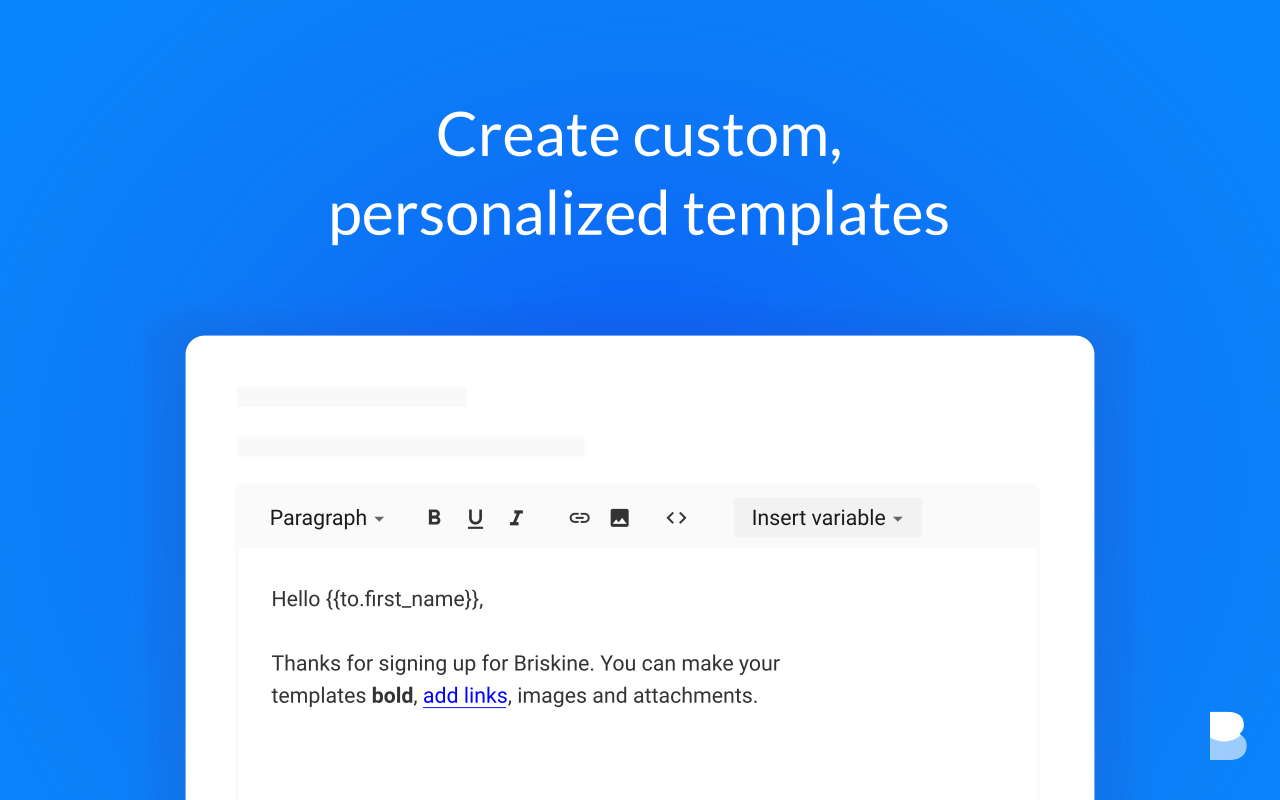 Create custom,
personalized templates
Paragraph B U I <> Insert variable
Hello {{to.first_name}},
Thanks for signing up for Briskine. You can make your
templates bold, add links, images and attachments.
B